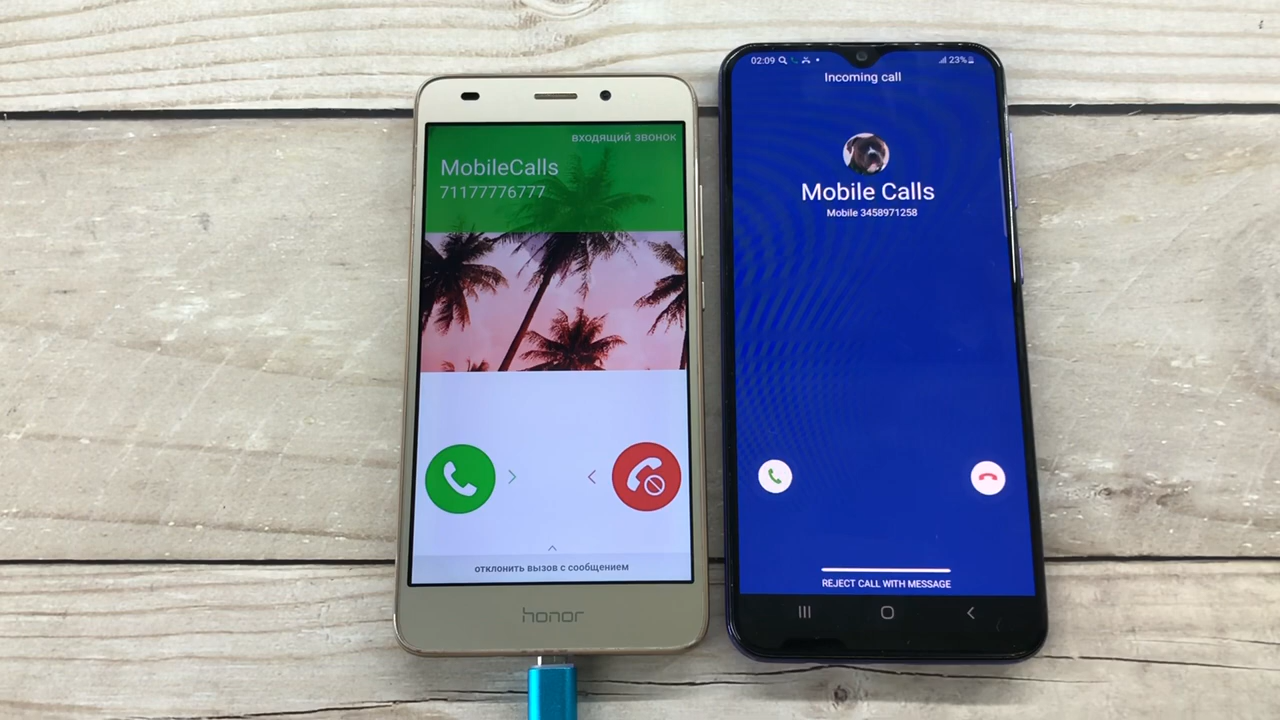 входящий звонок
MobileCalls
71177776777
отклонить вызов с сообщением
honor
02:09
23%
Incoming call
Mobile Calls
Mobile 3458971258
REJECT CALL WITH MESSAGE